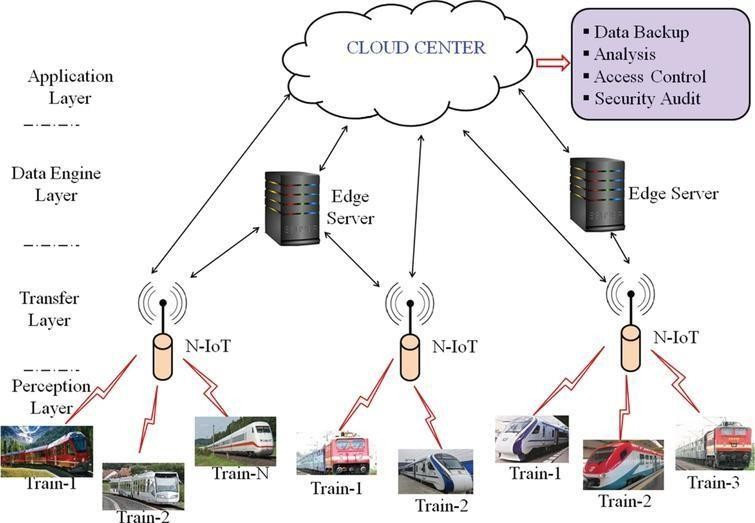 CLOUD CENTER
▪ Data Backup
▪ Analysis
▪ Access Control
▪ Security Audit
Application
Layer
Data Engine
Layer
Edge
Server
Edge Server
Transfer
Layer
N-IoT
N-IoT
N-IoT
Perception
Layer
Train-1
Train-2
Train-N
Train-1
Train-2
Train-1
Train-2
Train-3